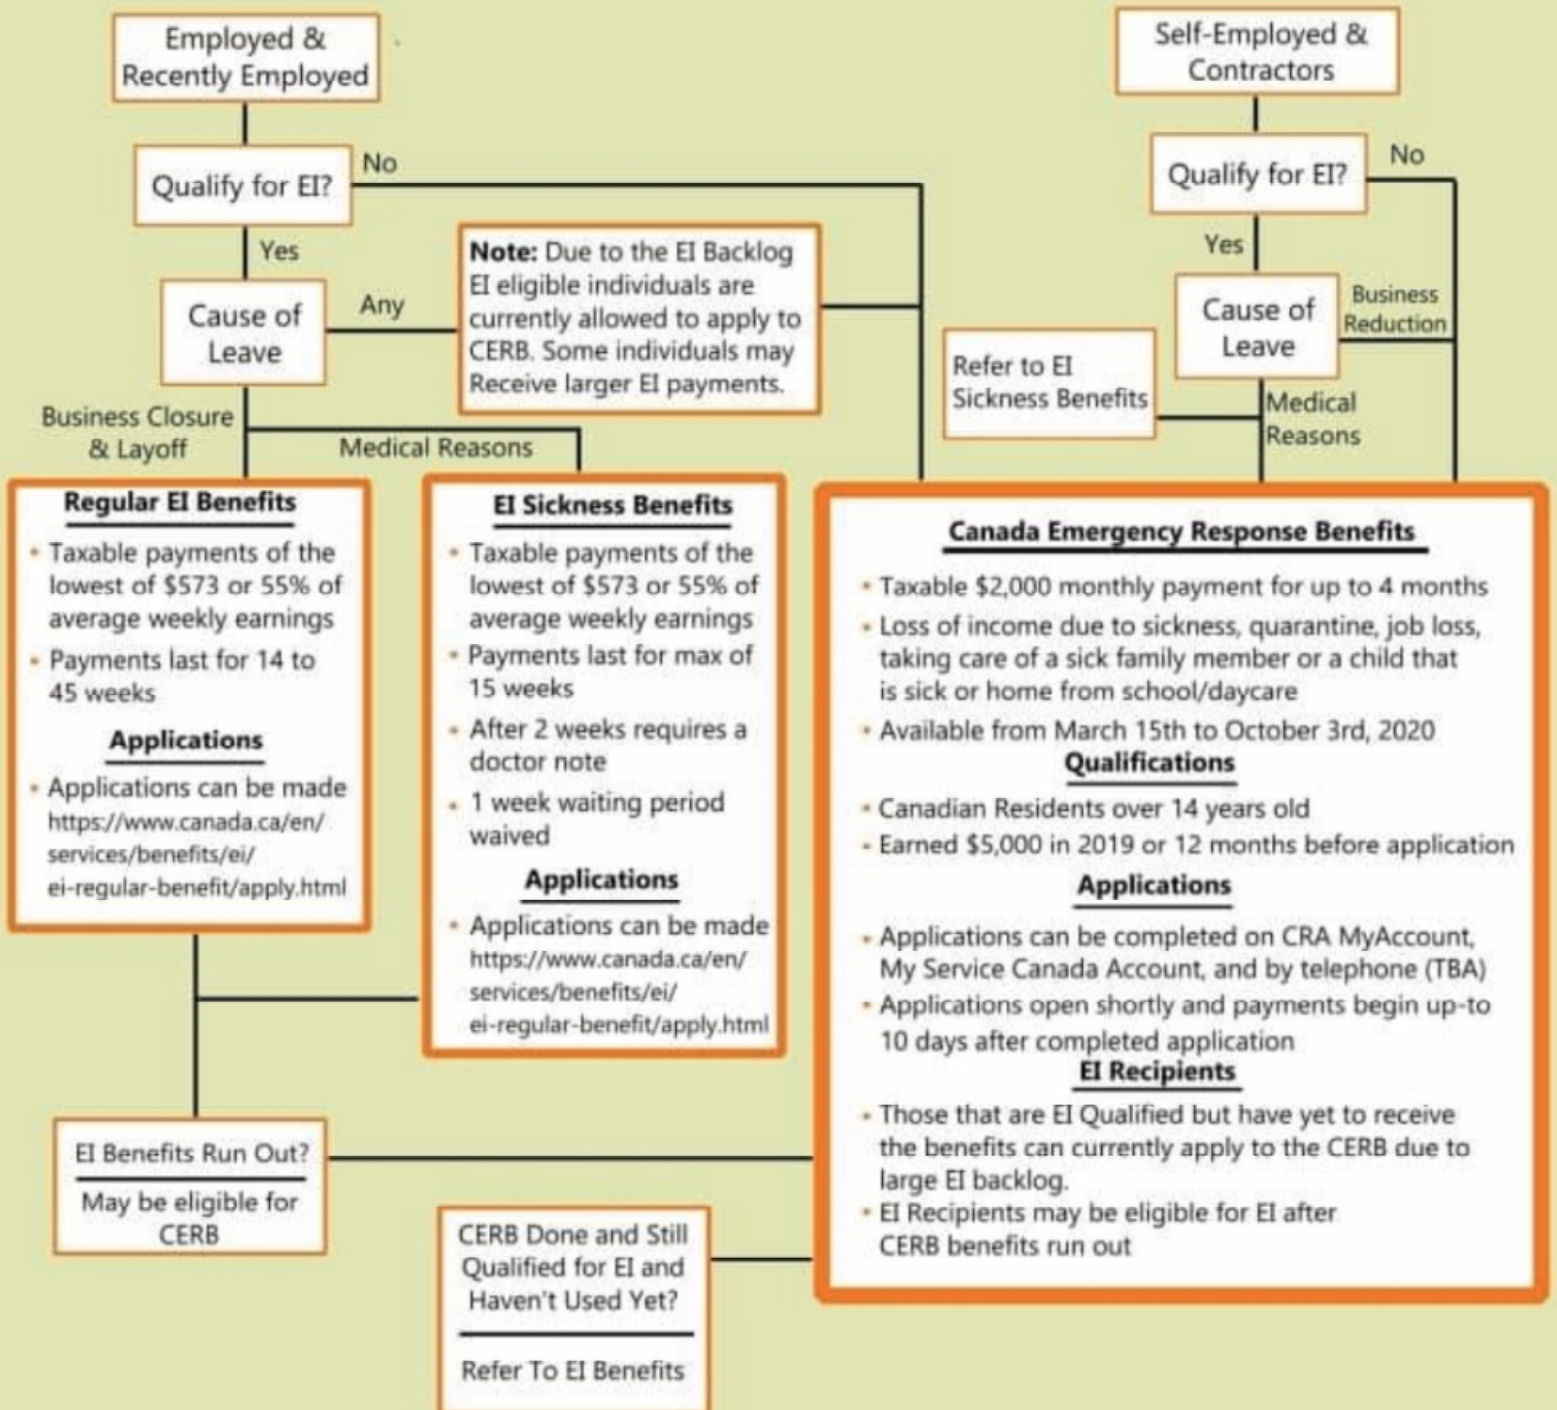 Employed &
Recently Employed
Qualify for EI?
No
Yes
Cause of
Leave
Any
Note: Due to the EI Backlog
EI eligible individuals are
currently allowed to apply to
CERB. Some individuals may
Receive larger EI payments.
Business Closure
& Layoff
Medical Reasons
Self-Employed &
Contractors
Qualify for EI?
No
Yes
Cause of
Leave
Business
Reduction
Refer to EI
Sickness Benefits
Medical
Reasons
Regular EI Benefits
• Taxable payments of the
lowest of $573 or 55% of
average weekly earnings
• Payments last for 14 to
45 weeks
Applications
• Applications can be made
https://www.canada.ca/en/
services/benefits/ei/
ei-regular-benefit/apply.html
EI Sickness Benefits
• Taxable payments of the
lowest of $573 or 55% of
average weekly earnings
• Payments last for max of
15 weeks
• After 2 weeks requires a
doctor note
• 1 week waiting period
waived
Applications
• Applications can be made
https://www.canada.ca/en/
services/benefits/ei/
ei-regular-benefit/apply.html
Canada Emergency Response Benefits
• Taxable $2,000 monthly payment for up to 4 months
• Loss of income due to sickness, quarantine, job loss,
taking care of a sick family member or a child that
is sick or home from school/daycare
• Available from March 15th to October 3rd, 2020
Qualifications
• Canadian Residents over 14 years old
• Earned $5,000 in 2019 or 12 months before application
Applications
• Applications can be completed on CRA MyAccount,
My Service Canada Account, and by telephone (TBA)
• Applications open shortly and payments begin up-to
10 days after completed application
EI Recipients
• Those that are EI Qualified but have yet to receive
the benefits can currently apply to the CERB due to
large EI backlog.
• EI Recipients may be eligible for EI after
CERB benefits run out
EI Benefits Run Out?
May be eligible for
CERB
CERB Done and Still
Qualified for EI and
Haven't Used Yet?
Refer To EI Benefits